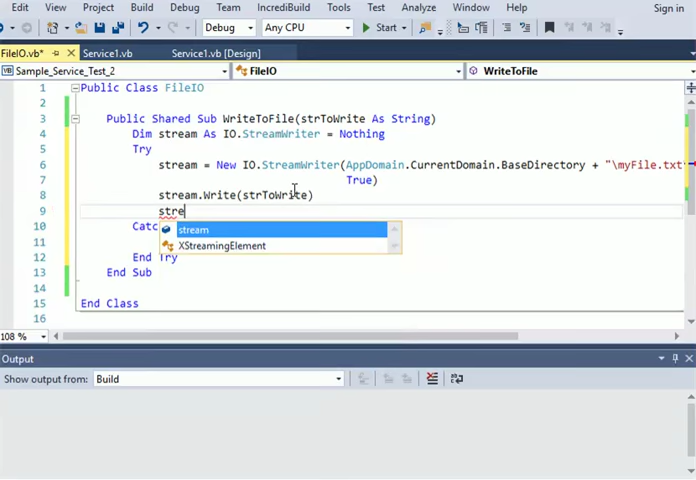 Edit View Project Build Debug Team IncrediBuild Tools Test Analyze Window Help Sign in
Debug Any CPU Start
FileIO.vb* Service1.vb Service1.vb [Design]
VB Sample_Service_Test_2 FileIO WriteToFile
1 Public Class FileIO
2
3 Public Shared Sub WriteToFile(strToWrite As String)
4 Dim stream As IO.StreamWriter = Nothing
5 Try
6 stream = New IO.StreamWriter(AppDomain.CurrentDomain.BaseDirectory + "\myFile.txt
7 True)
8 stream.Write(strToWrite)
9 stre
stream
XStreamingElement
10 Catc
11
12 End Try
13 End Sub
14
15 End Class
16
108 %
Output
Show output from: Build